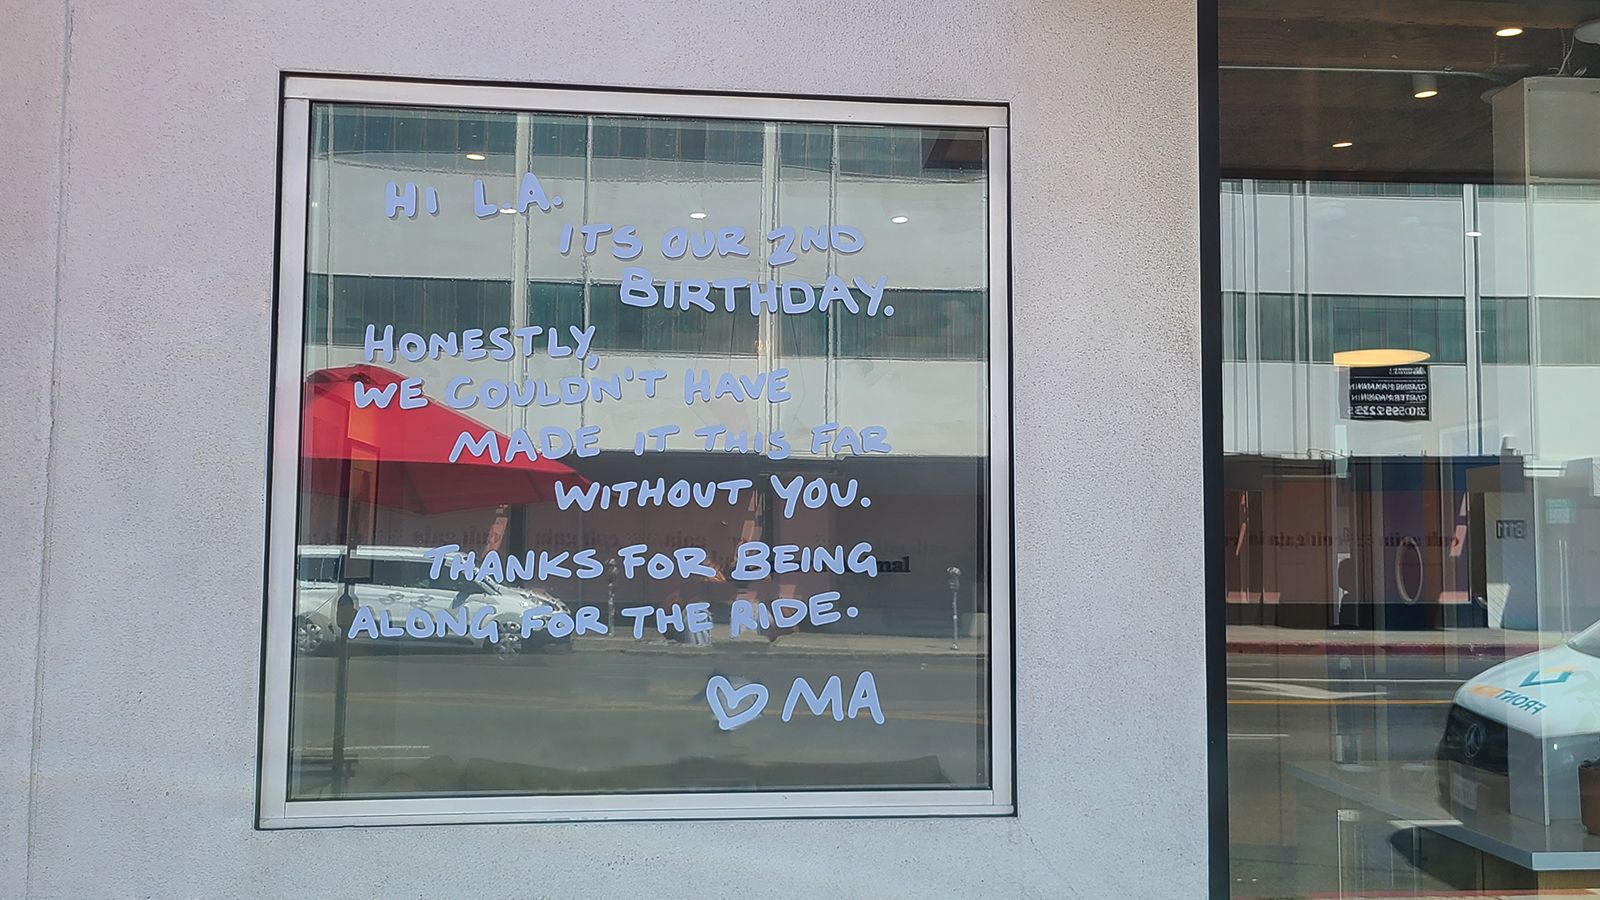 HI L.A.
ITS OUR 2ND
BIRTHDAY.
HONESTLY,
WE COULDN'T HAVE
MADE IT THIS FAR
WITHOUT YOU.
THANKS FOR BEING
ALONG FOR THE RIDE.
♡ MA
8111